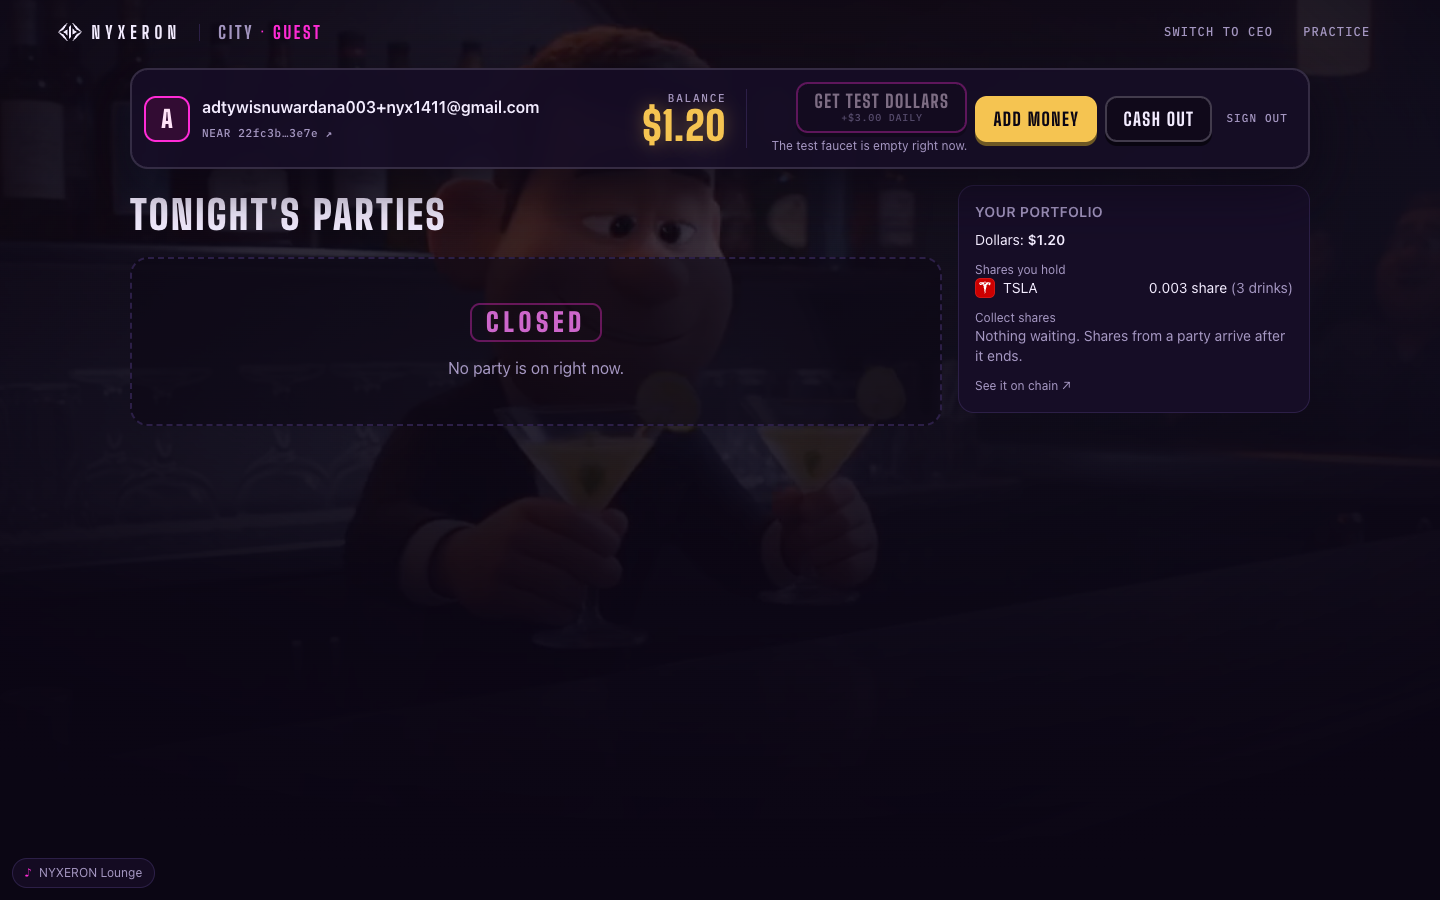 NYXERON
CITY · GUEST
SWITCH TO CEO
PRACTICE
A
adtywisnuwardana003+nyx1411@gmail.com
NEAR 22fc3b…3e7e ↗
BALANCE
$1.20
GET TEST DOLLARS
+$3.00 DAILY
The test faucet is empty right now.
ADD MONEY
CASH OUT
SIGN OUT
TONIGHT'S PARTIES
CLOSED
No party is on right now.
YOUR PORTFOLIO
Dollars: $1.20
Shares you hold
TSLA 0.003 share (3 drinks)
Collect shares
Nothing waiting. Shares from a party arrive after
it ends.
See it on chain ↗
♪ NYXERON Lounge